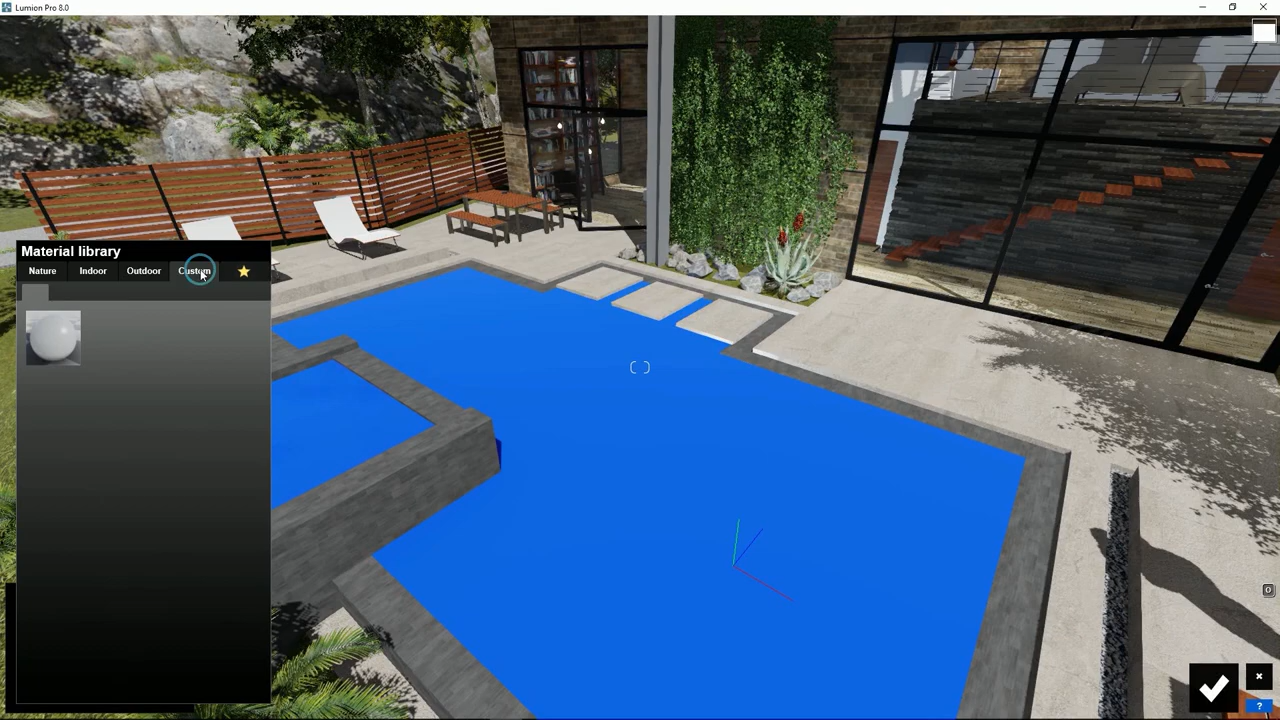 Lumion Pro 8.0
Material library
Nature Indoor Outdoor Custom
O
?